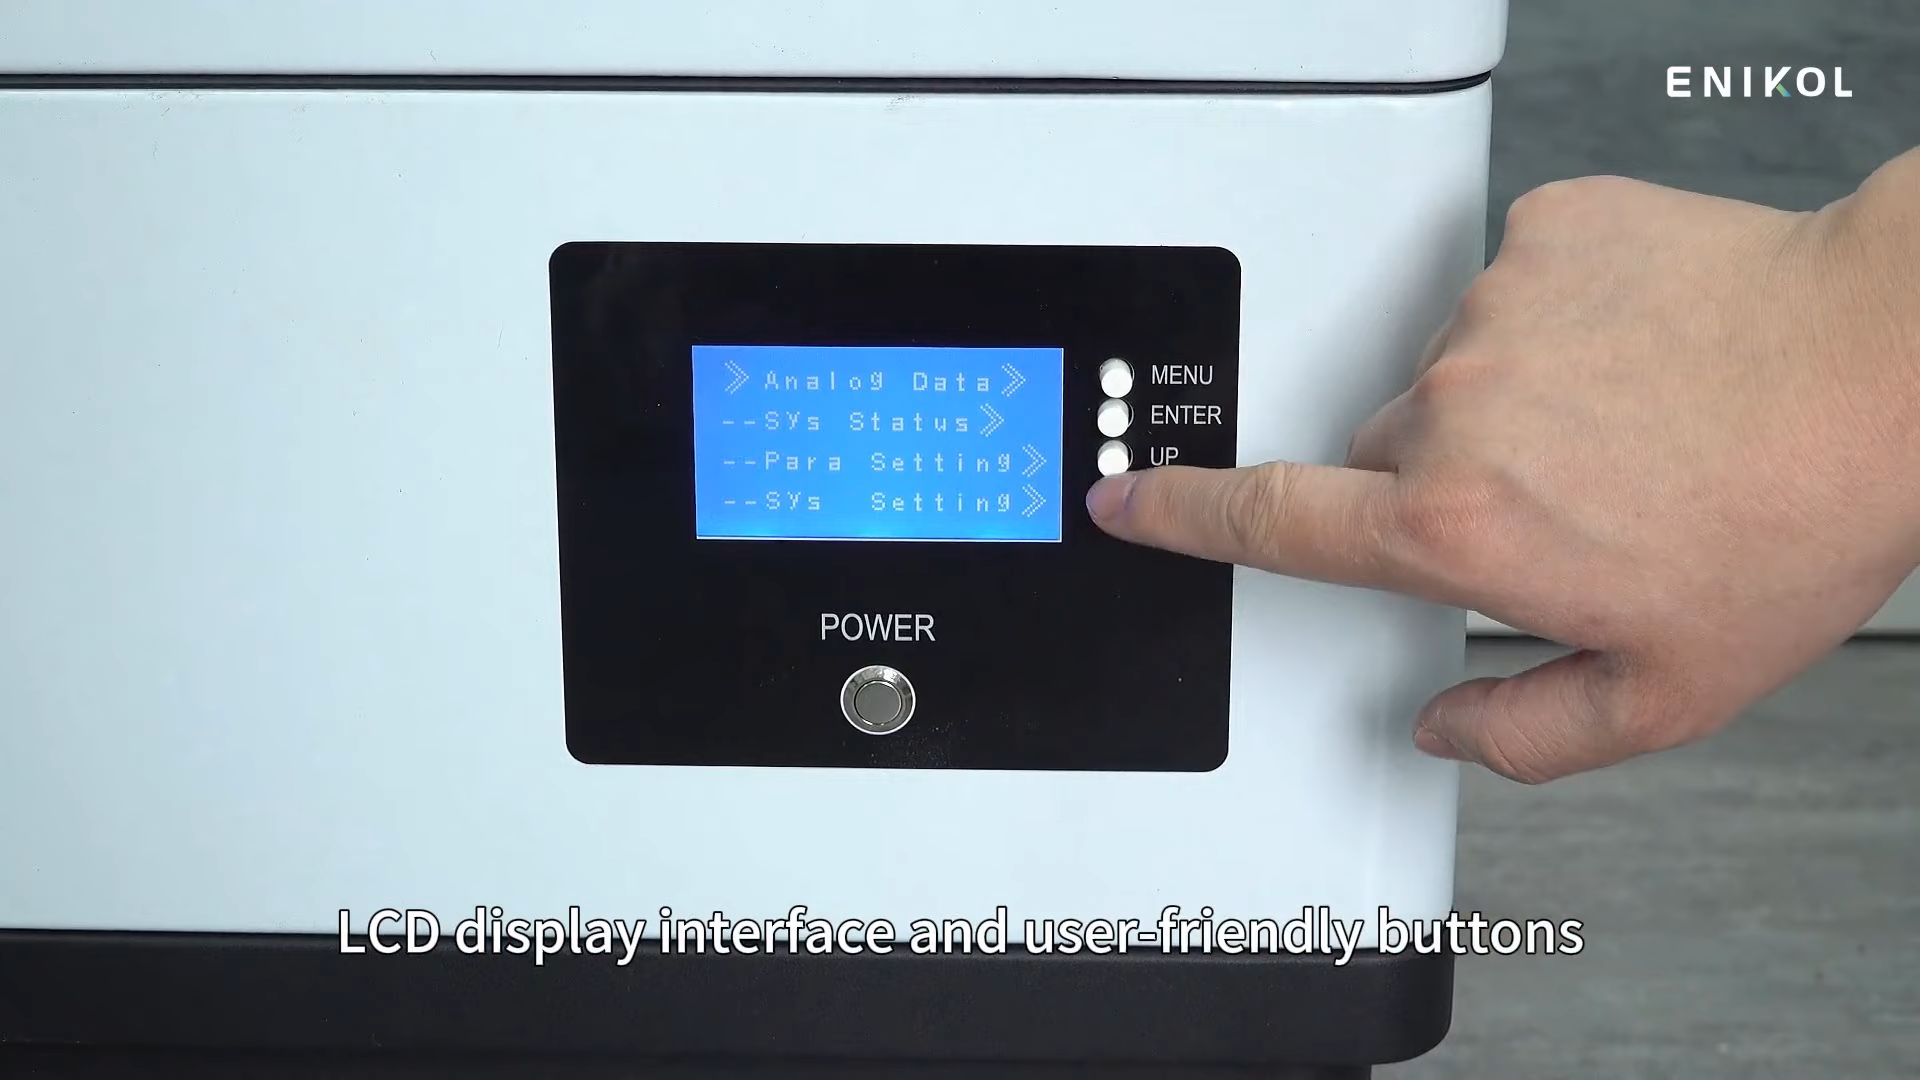 ENIKOL
Analog Data
--SYs Status
--Para Setting
--SYs Setting
MENU
ENTER
UP
POWER
LCD display interface and user-friendly buttons